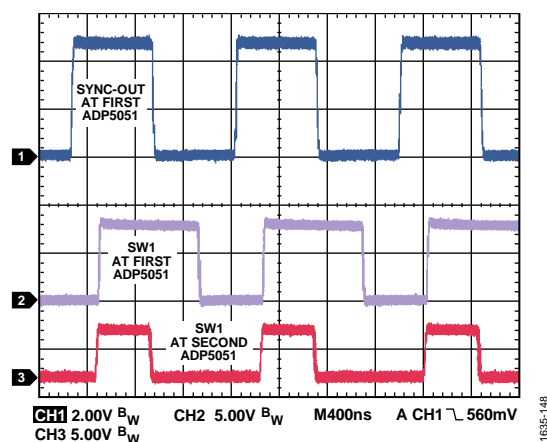 SYNC-OUT
AT FIRST
ADP5051
1
SW1
AT FIRST
ADP5051
2
SW1
AT SECOND
ADP5051
3
CH1 2.00V BW CH2 5.00V BW M400ns A CH1 560mV
CH3 5.00V BW
1635-148